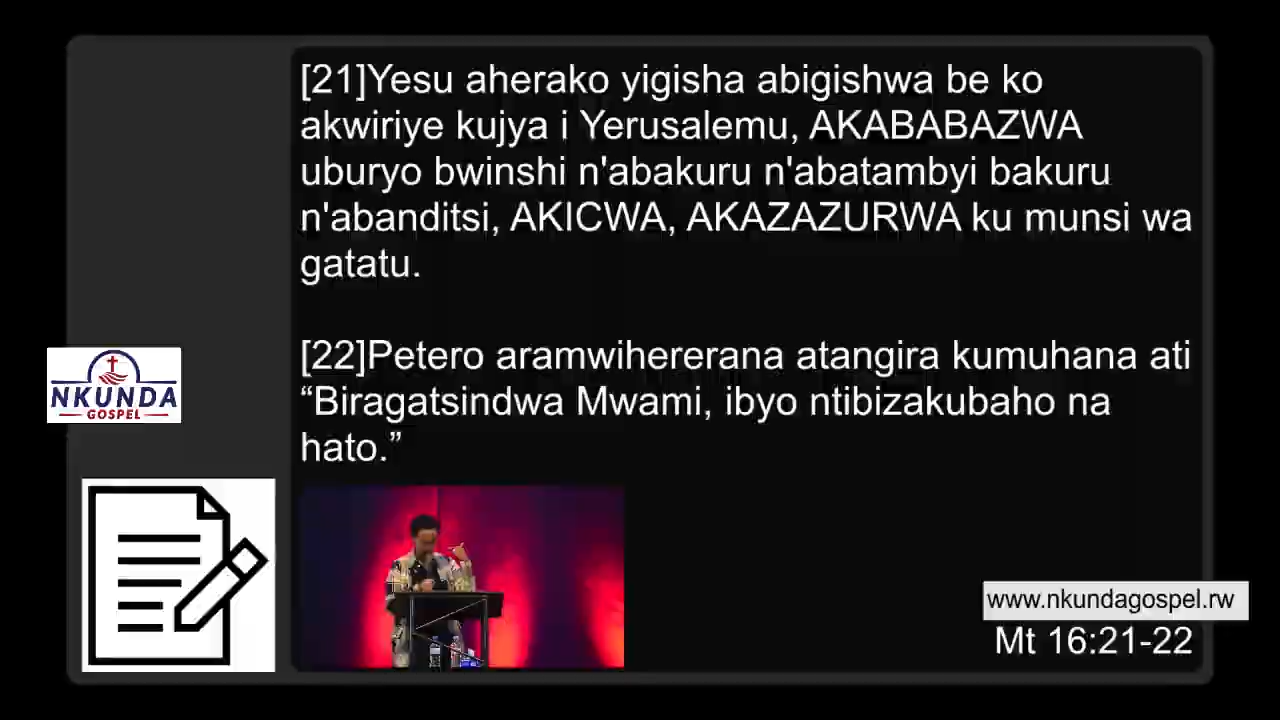 [21]Yesu aherako yigisha abigishwa be ko
akwiriye kujya i Yerusalemu, AKABABAZWA
uburyo bwinshi n'abakuru n'abatambyi bakuru
n'abanditsi, AKICWA, AKAZAZURWA ku munsi wa
gatatu.
[22]Petero aramwihererana atangira kumuhana ati
“Biragatsindwa Mwami, ibyo ntibizakubaho na
hato.”
NKUNDA
GOSPEL
www.nkundagospel.rw
Mt 16:21-22